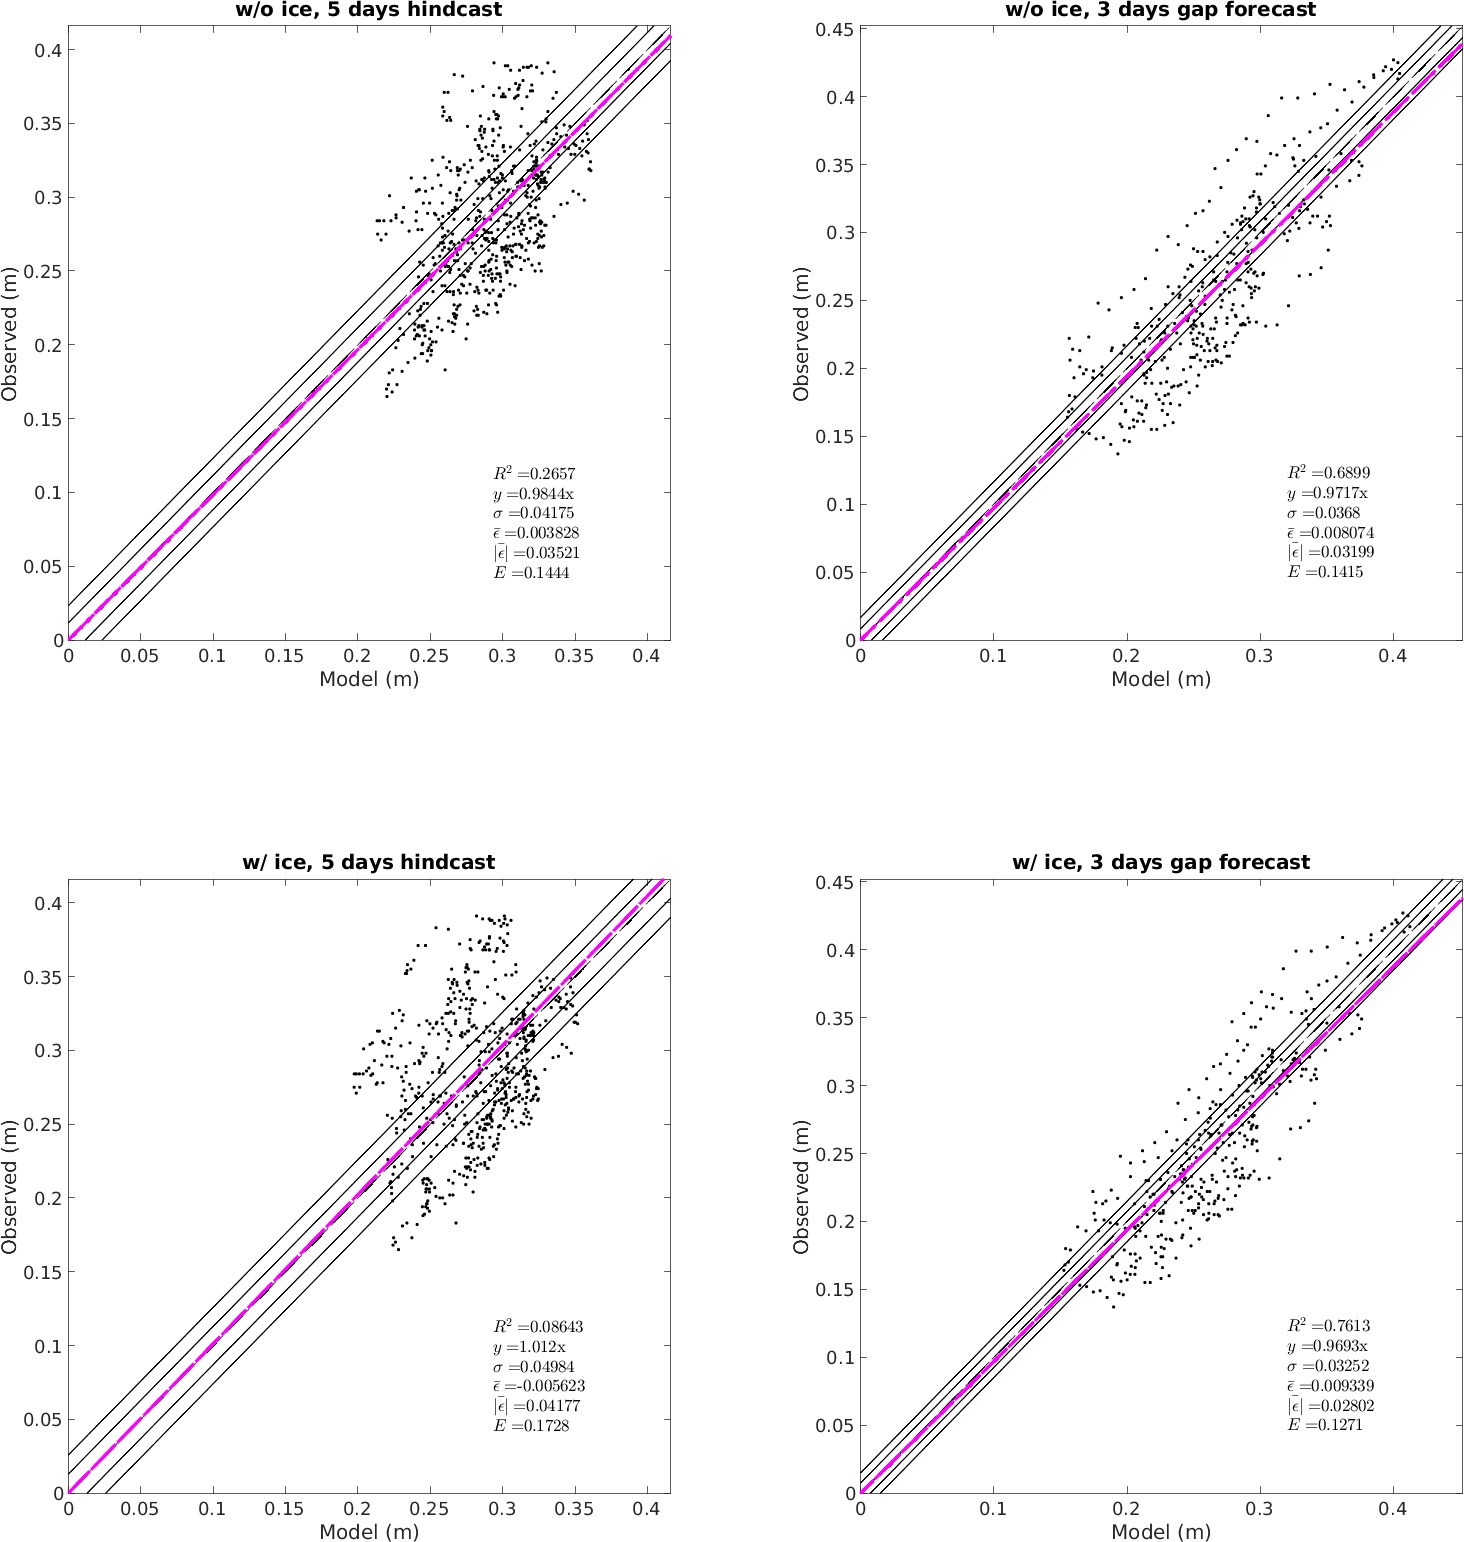 w/o ice, 5 days hindcast
0.4
0.35
0.3
0.25
0.2
0.15
0.1
0.05
0
Observed (m)
R² =0.2657
y =0.9844x
σ =0.04175
ϵ̄ =0.003828
|ϵ̄| =0.03521
E =0.1444
0 0.05 0.1 0.15 0.2 0.25 0.3 0.35 0.4
Model (m)
w/o ice, 3 days gap forecast
0.45
0.4
0.35
0.3
0.25
0.2
0.15
0.1
0.05
0
Observed (m)
R² =0.6899
y =0.9717x
σ =0.0368
ϵ̄ =0.008074
|ϵ̄| =0.03199
E =0.1415
0 0.1 0.2 0.3 0.4
Model (m)
w/ ice, 5 days hindcast
0.4
0.35
0.3
0.25
0.2
0.15
0.1
0.05
0
Observed (m)
R² =0.08643
y =1.012x
σ =0.04984
ϵ̄ =-0.005623
|ϵ̄| =0.04177
E =0.1728
0 0.05 0.1 0.15 0.2 0.25 0.3 0.35 0.4
Model (m)
w/ ice, 3 days gap forecast
0.45
0.4
0.35
0.3
0.25
0.2
0.15
0.1
0.05
0
Observed (m)
R² =0.7613
y =0.9693x
σ =0.03252
ϵ̄ =0.009339
|ϵ̄| =0.02802
E =0.1271
0 0.1 0.2 0.3 0.4
Model (m)